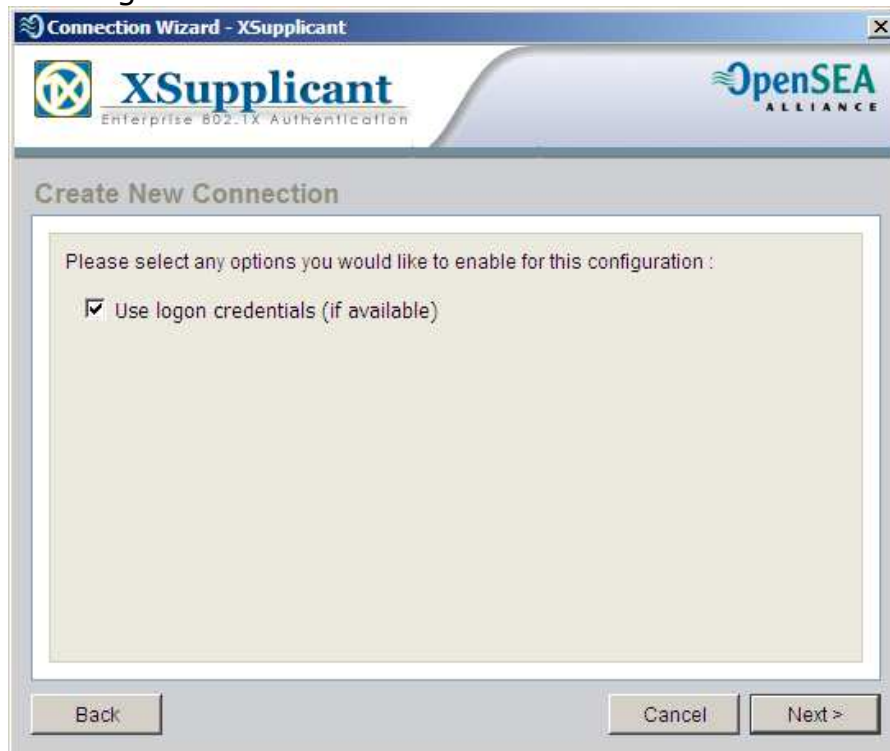 Connection Wizard - XSupplicant
XSupplicant
Enterprise 802.1X Authentication
OpenSEA
ALLIANCE
Create New Connection
Please select any options you would like to enable for this configuration :
Use logon credentials (if available)
Back
Cancel
Next >